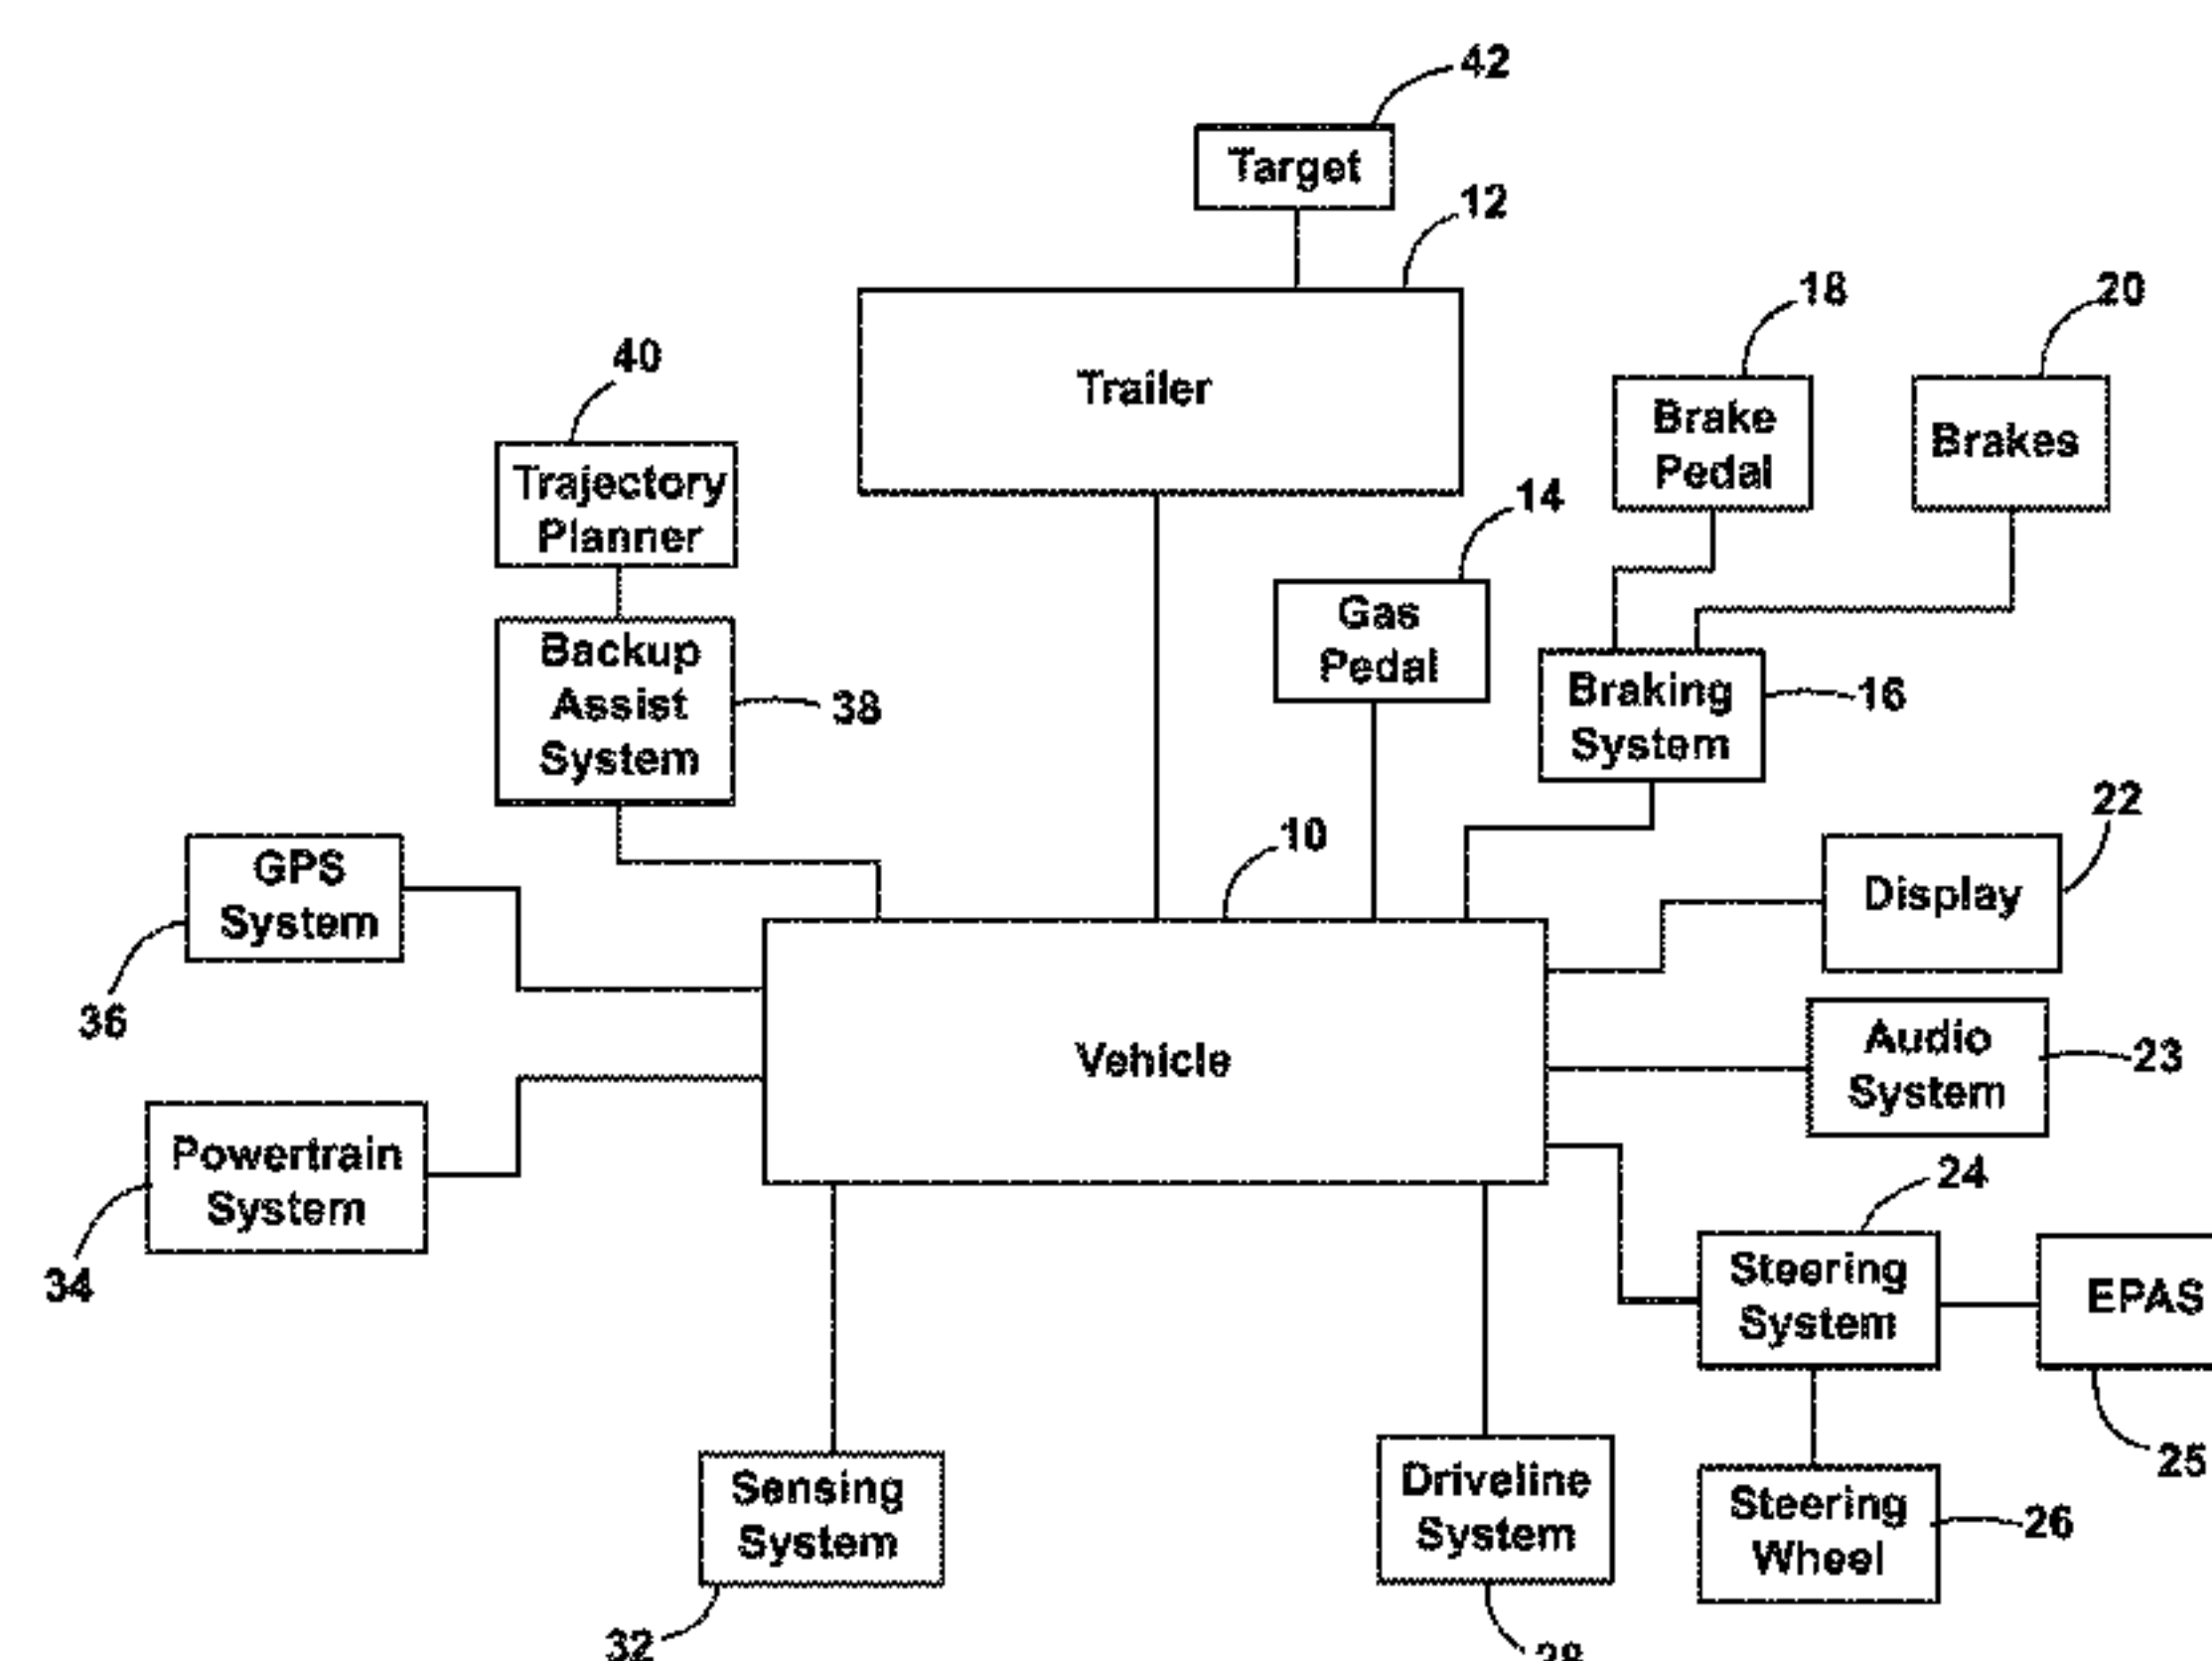 42
Target
12
18
20
40
Trailer
Brake
Pedal
Brakes
Trajectory
Planner
14
Gas
Pedal
Backup
Assist
System
38
Braking
System
16
22
10
GPS
System
Display
36
Vehicle
Audio
System
23
Powertrain
System
24
34
Steering
System
EPAS
25
Sensing
System
Driveline
System
Steering
Wheel
26
32
28